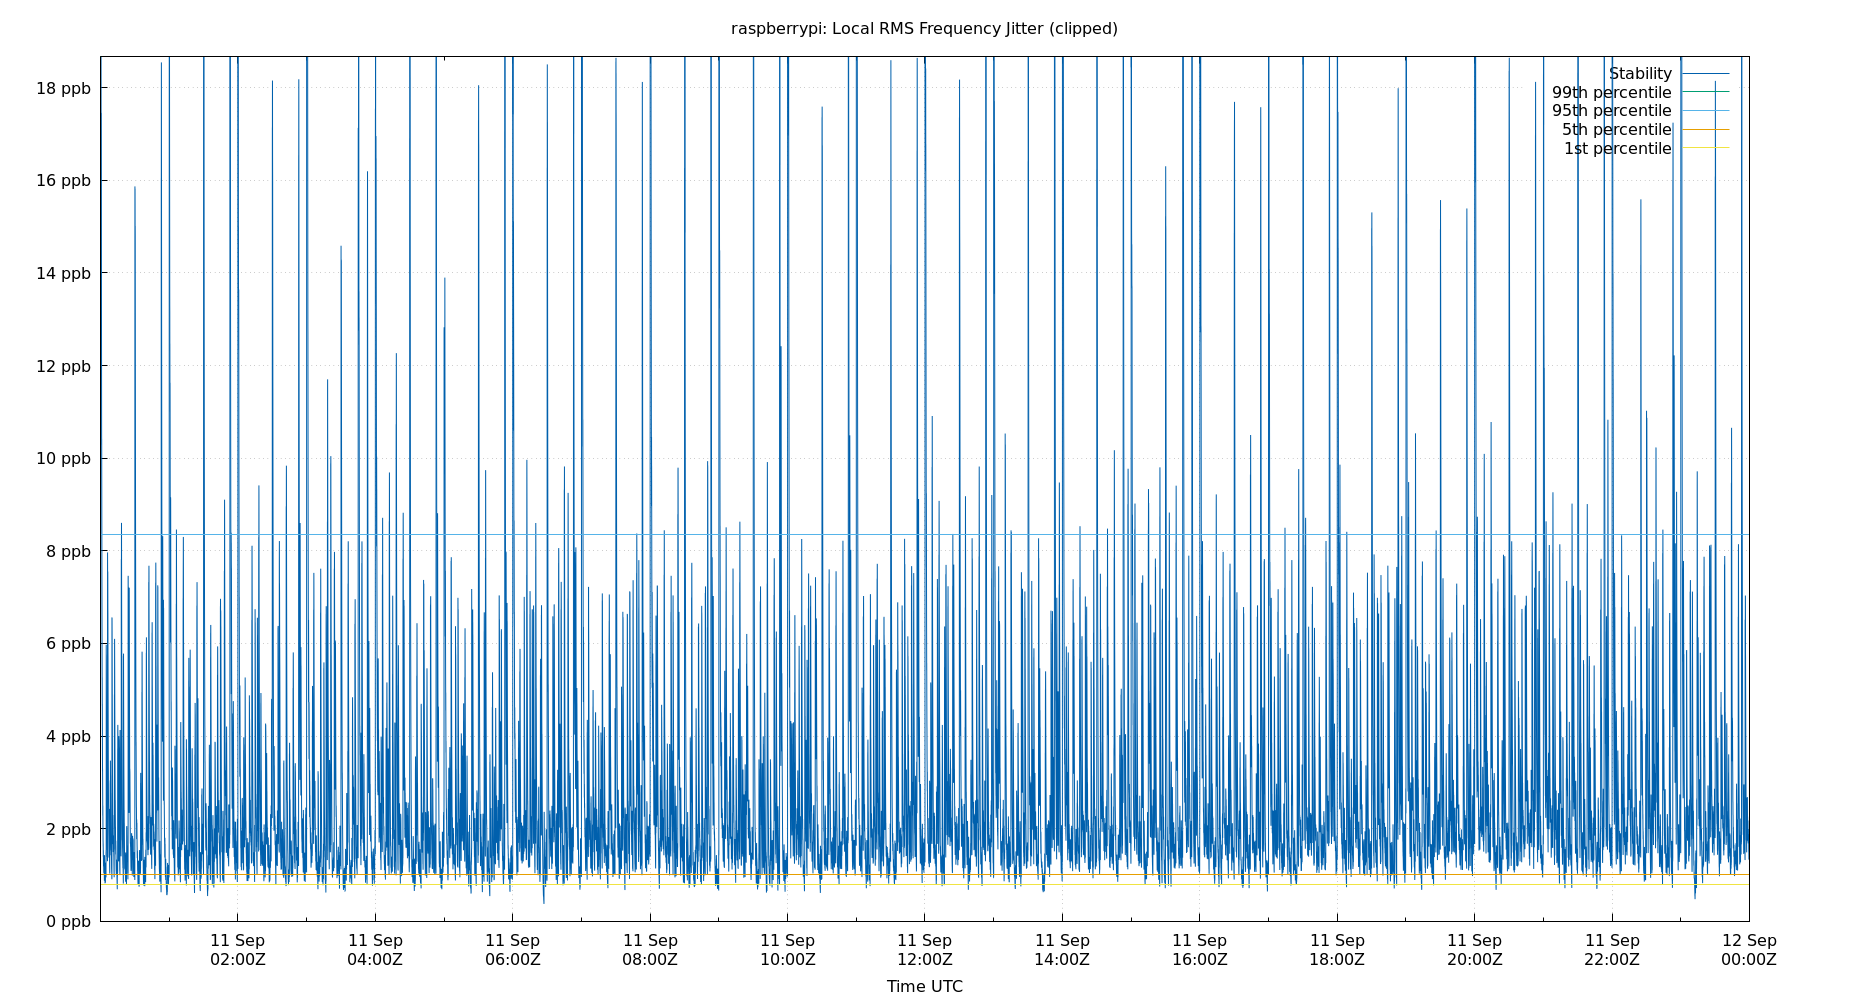 raspberrypi: Local RMS Frequency Jitter (clipped)
Stability
99th percentile
95th percentile
5th percentile
1st percentile
18 ppb
16 ppb
14 ppb
12 ppb
10 ppb
8 ppb
6 ppb
4 ppb
2 ppb
0 ppb
11 Sep 11 Sep 11 Sep 11 Sep 11 Sep 11 Sep 11 Sep 11 Sep 11 Sep 11 Sep 11 Sep 12 Sep
02:00Z 04:00Z 06:00Z 08:00Z 10:00Z 12:00Z 14:00Z 16:00Z 18:00Z 20:00Z 22:00Z 00:00Z
Time UTC